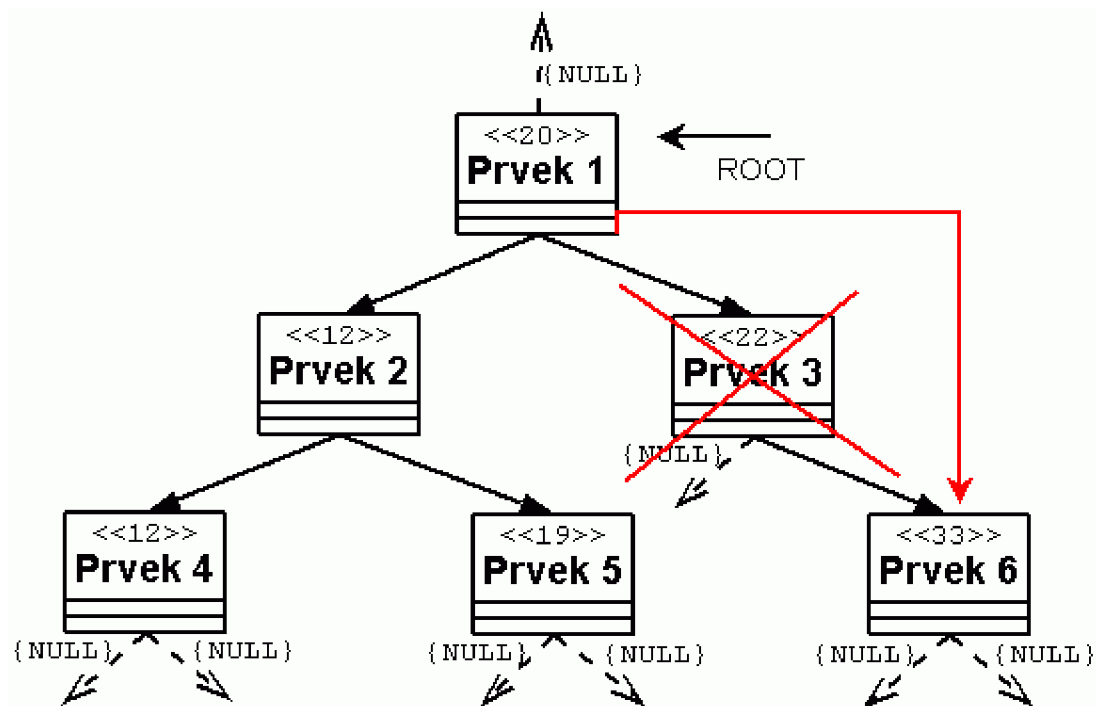 {NULL}
<<20>>
Prvek 1
ROOT
<<12>>
Prvek 2
<<22>>
Prvek 3
{NULL}
<<12>>
Prvek 4
<<19>>
Prvek 5
<<33>>
Prvek 6
{NULL}
{NULL}
{NULL}
{NULL}
{NULL}
{NULL}